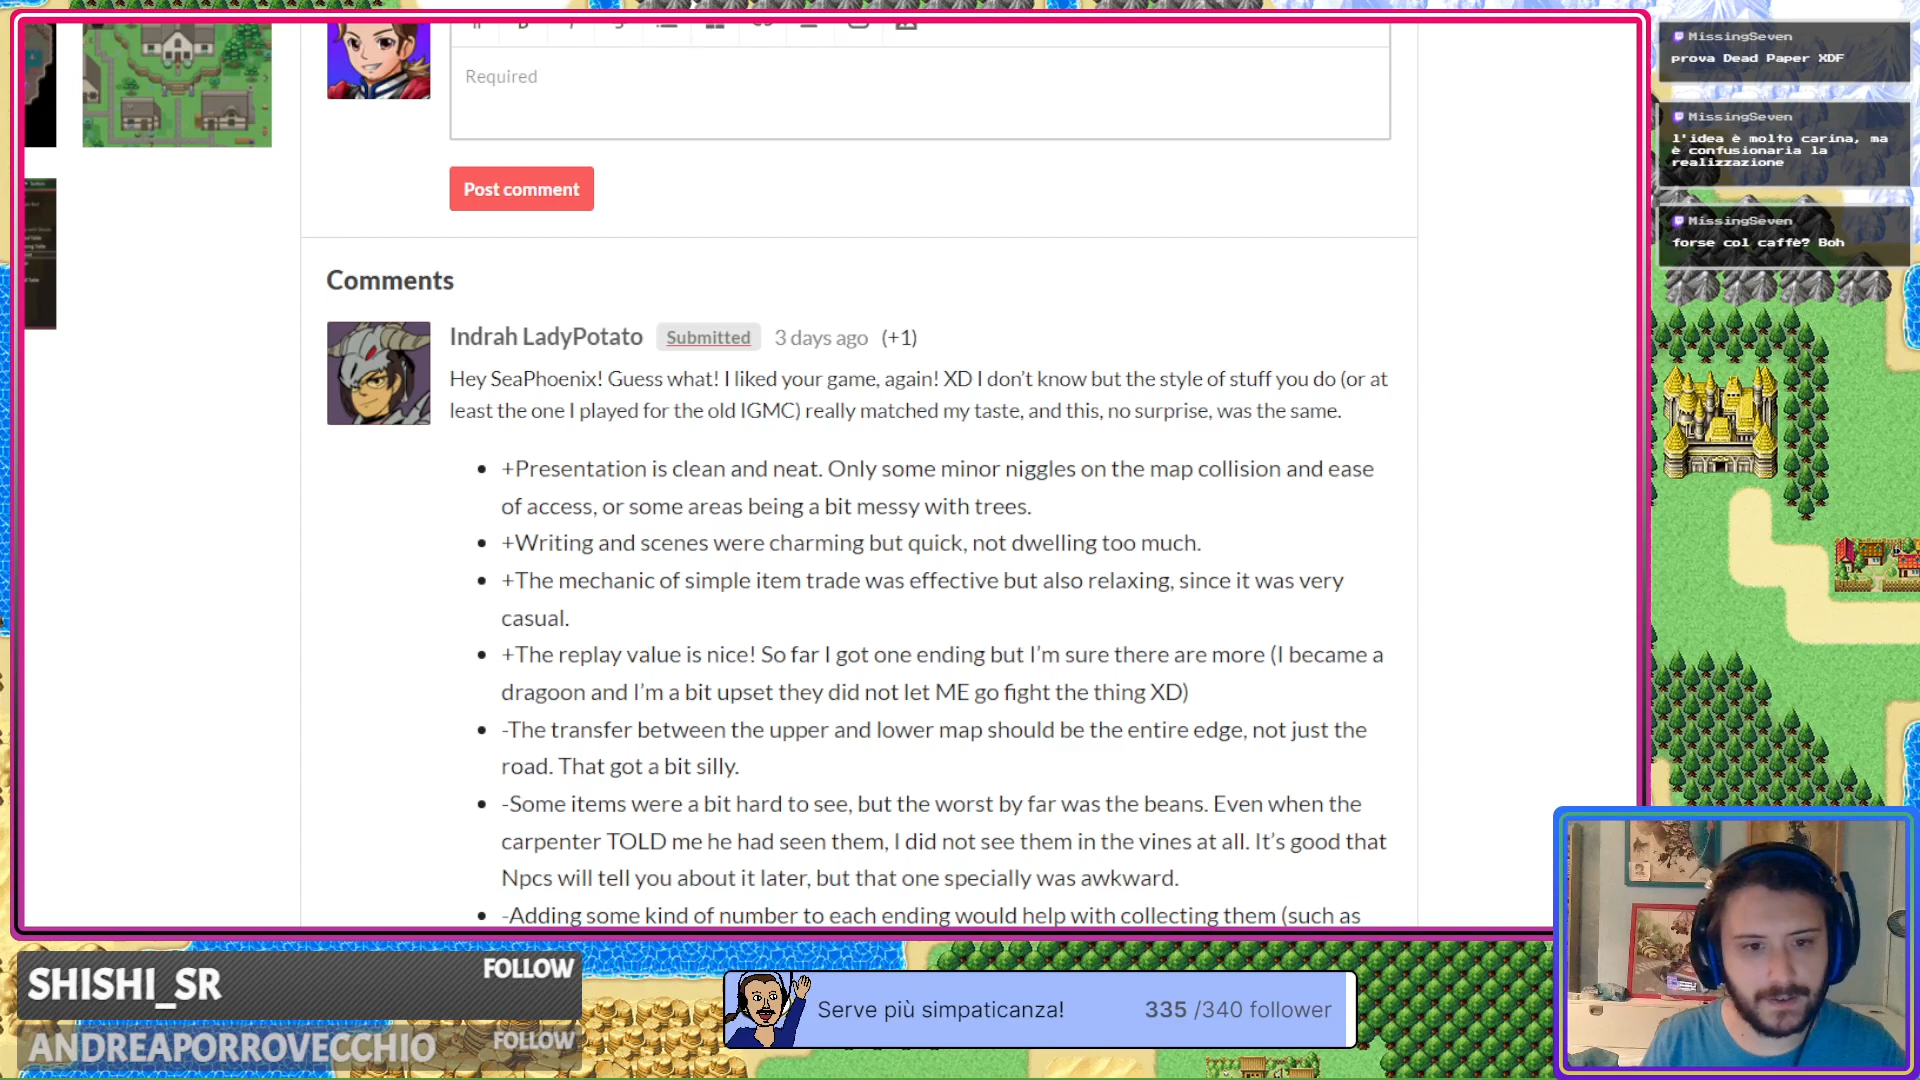 Required
Post comment
Comments
Indrah LadyPotato Submitted 3 days ago (+1)
Hey SeaPhoenix! Guess what! I liked your game, again! XD I don’t know but the style of stuff you do (or at
least the one I played for the old IGMC) really matched my taste, and this, no surprise, was the same.
• +Presentation is clean and neat. Only some minor niggles on the map collision and ease
of access, or some areas being a bit messy with trees.
• +Writing and scenes were charming but quick, not dwelling too much.
• +The mechanic of simple item trade was effective but also relaxing, since it was very
casual.
• +The replay value is nice! So far I got one ending but I’m sure there are more (I became a
dragoon and I’m a bit upset they did not let ME go fight the thing XD)
• -The transfer between the upper and lower map should be the entire edge, not just the
road. That got a bit silly.
• -Some items were a bit hard to see, but the worst by far was the beans. Even when the
carpenter TOLD me he had seen them, I did not see them in the vines at all. It’s good that
Npcs will tell you about it later, but that one specially was awkward.
• -Adding some kind of number to each ending would help with collecting them (such as
MissingSeven
prova Dead Paper XDF
MissingSeven
l'idea è molto carina, ma
è confusionaria la
realizzazione
MissingSeven
forse col caffè? Boh
SHISHI_SR FOLLOW
ANDREAPORROVECCHIO FOLLOW
Serve più simpaticanza! 335 /340 follower